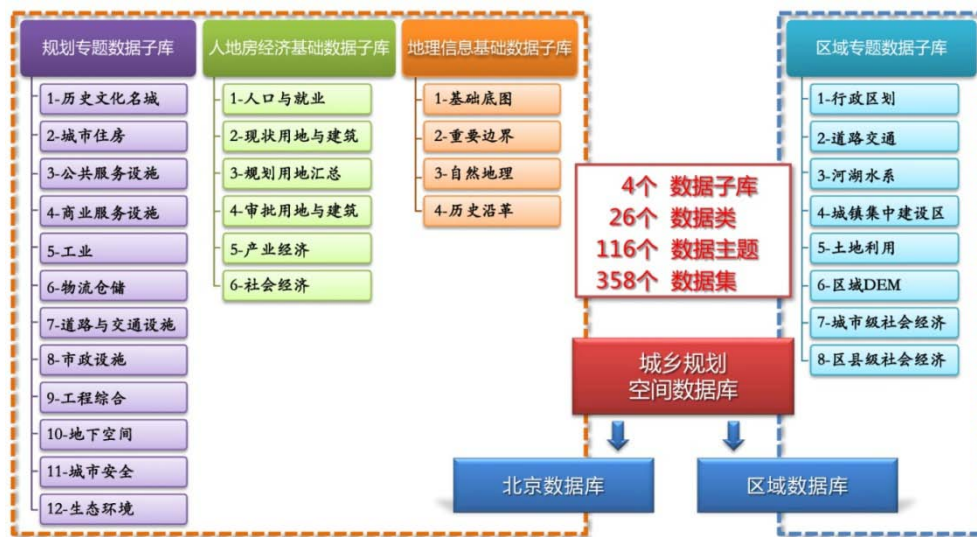 规划专题数据子库
1-历史文化名城
2-城市住房
3-公共服务设施
4-商业服务设施
5-工业
6-物流仓储
7-道路与交通设施
8-市政设施
9-工程综合
10-地下空间
11-城市安全
12-生态环境
人地房经济基础数据子库
1-人口与就业
2-现状用地与建筑
3-规划用地汇总
4-审批用地与建筑
5-产业经济
6-社会经济
地理信息基础数据子库
1-基础底图
2-重要边界
3-自然地理
4-历史沿革
4个 数据子库
26个 数据类
116个 数据主题
358个 数据集
城乡规划
空间数据库
北京数据库
区域数据库
区域专题数据子库
1-行政区划
2-道路交通
3-河湖水系
4-城镇集中建设区
5-土地利用
6-区域DEM
7-城市级社会经济
8-区县级社会经济